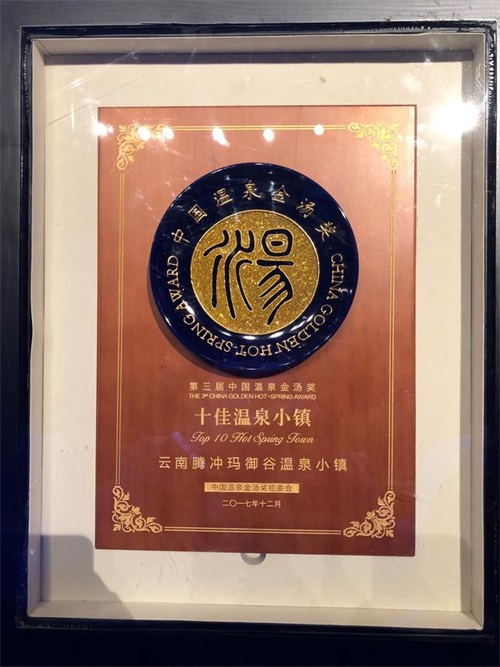 中国温泉金汤奖
CHINA GOLDEN HOT-SPRING AWARD
汤
第三届中国温泉金汤奖
THE 3rd CHINA GOLDEN HOT-SPRING AWARD
十佳温泉小镇
Top 10 Hot Spring Town
云南腾冲玛御谷温泉小镇
中国温泉金汤奖组委会
二〇一七年十二月